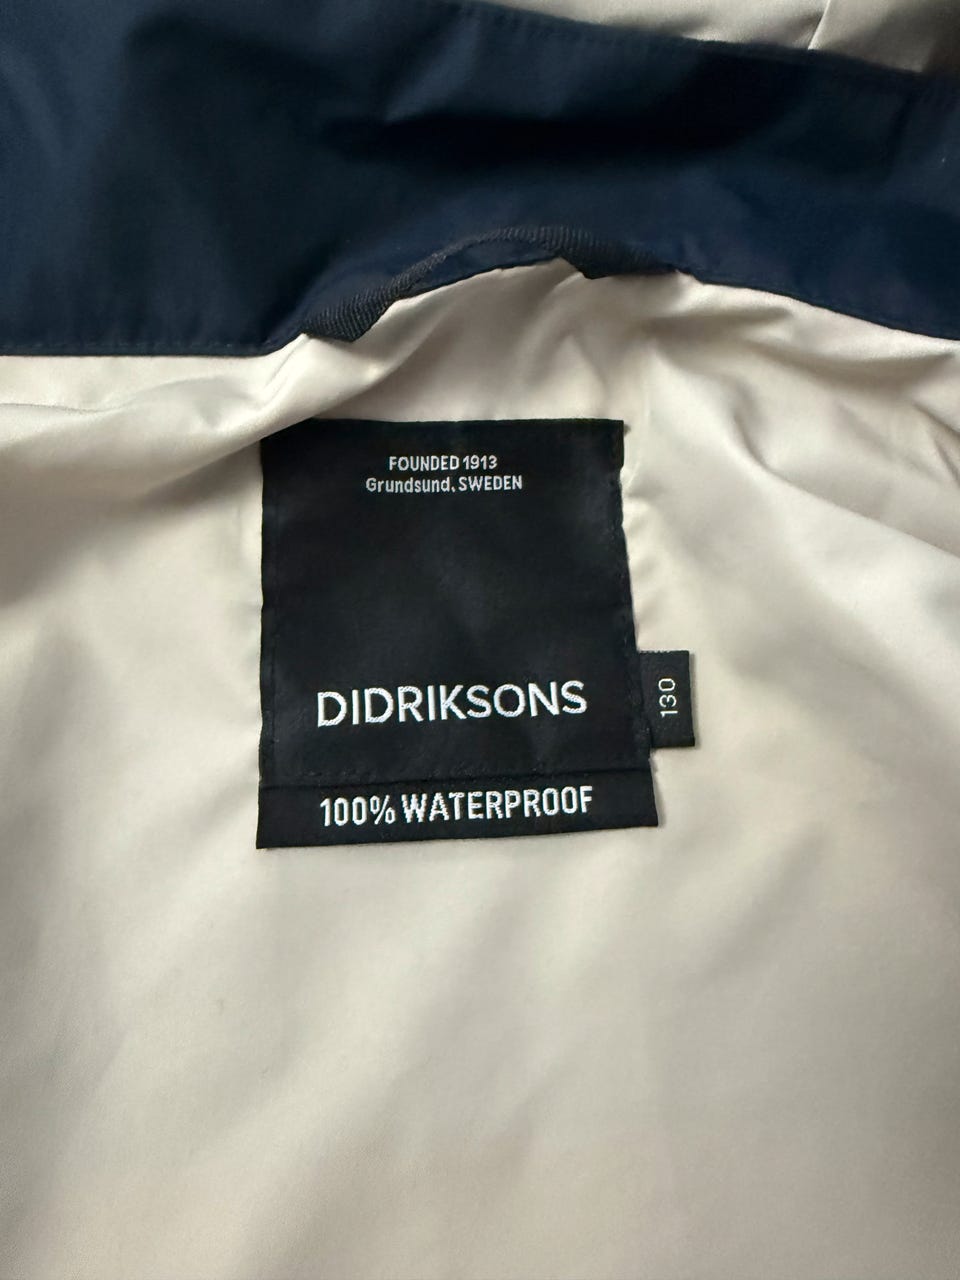 FOUNDED 1913
Grundsund, SWEDEN
DIDRIKSONS
130
100% WATERPROOF